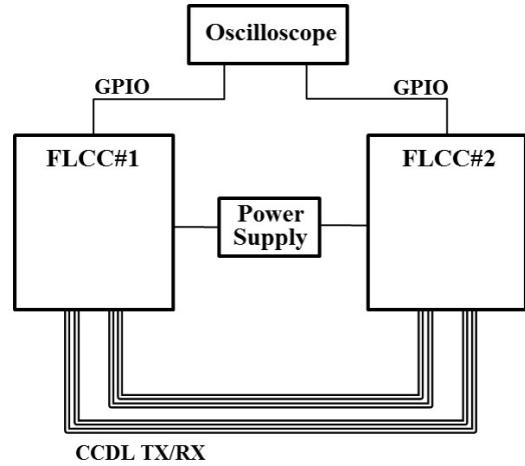 Oscilloscope
GPIO
GPIO
FLCC#1
FLCC#2
Power
Supply
CCDL TX/RX